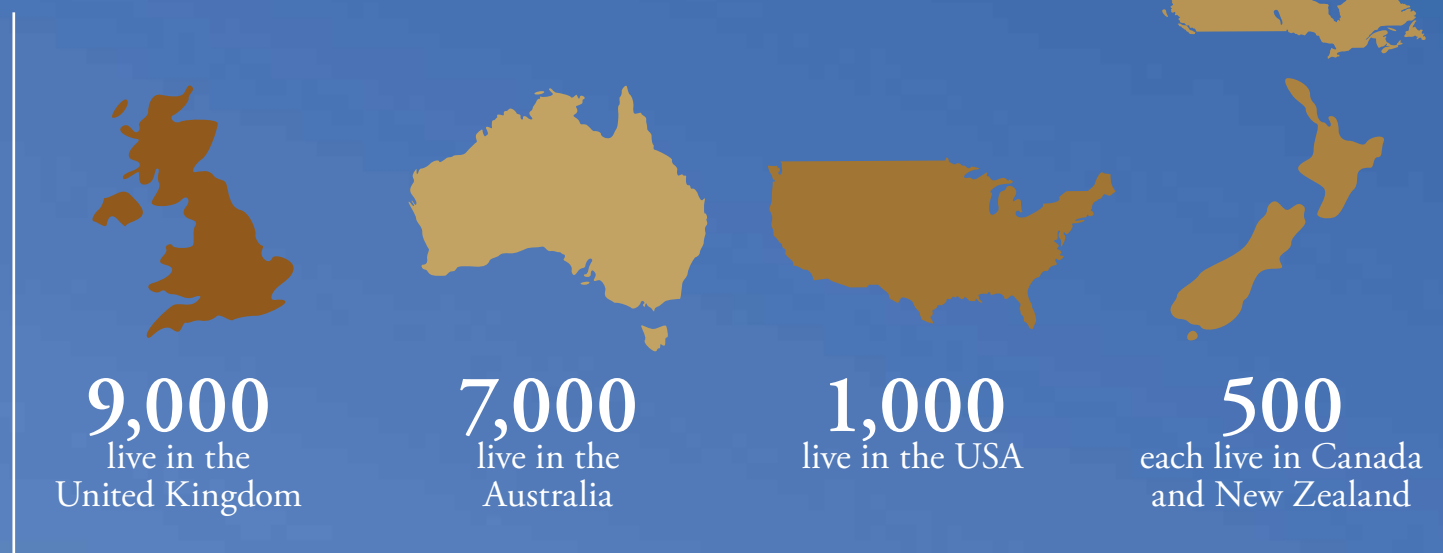 9,000
live in the
United Kingdom
7,000
live in the
Australia
1,000
live in the USA
500
each live in Canada
and New Zealand